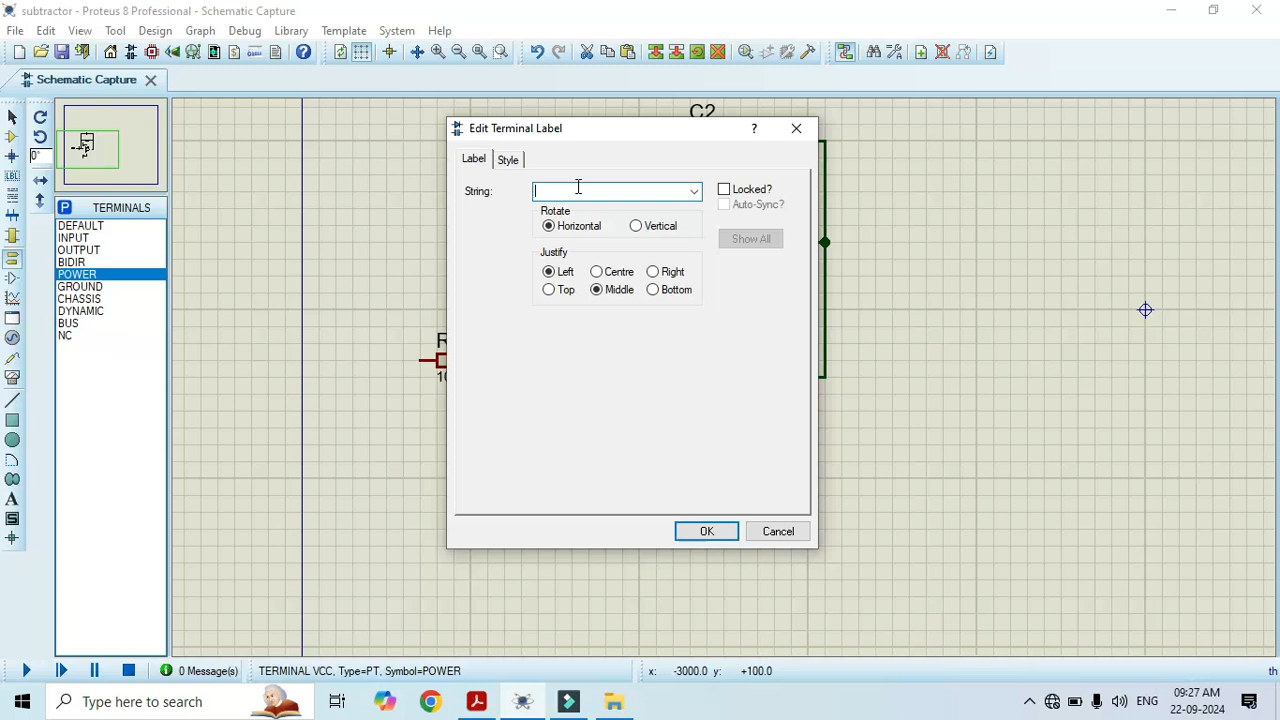 subtractor - Proteus 8 Professional - Schematic Capture
File Edit View Tool Design Graph Debug Library Template System Help
Schematic Capture
C2
Edit Terminal Label
?
Label Style
String:
Locked?
Auto-Sync?
Rotate
Horizontal Vertical
Show All
Justify
Left Centre Right
Top Middle Bottom
OK Cancel
0°
LBL
P TERMINALS
DEFAULT
INPUT
OUTPUT
BIDIR
POWER
GROUND
CHASSIS
DYNAMIC
BUS
NC
R
10
A
S
0 Message(s) TERMINAL VCC, Type=PT, Symbol=POWER x: -3000.0 y: +100.0 th
Type here to search
ENG
09:27 AM
22-09-2024